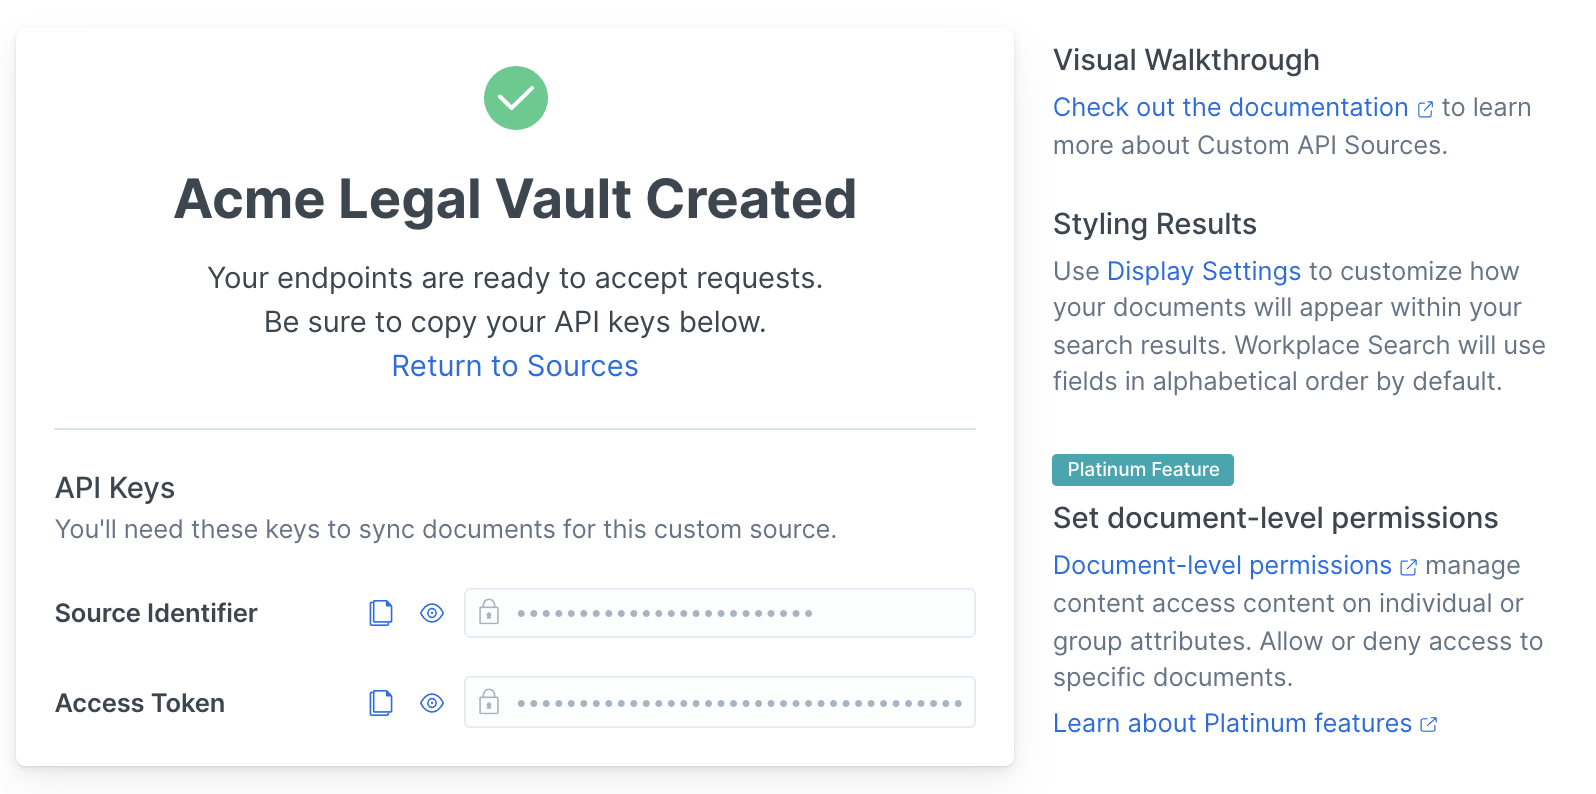 Acme Legal Vault Created
Your endpoints are ready to accept requests.
Be sure to copy your API keys below.
Return to Sources
API Keys
You'll need these keys to sync documents for this custom source.
Source Identifier
Access Token
Visual Walkthrough
Check out the documentation to learn
more about Custom API Sources.
Styling Results
Use Display Settings to customize how
your documents will appear within your
search results. Workplace Search will use
fields in alphabetical order by default.
Platinum Feature
Set document-level permissions
Document-level permissions manage
content access content on individual or
group attributes. Allow or deny access to
specific documents.
Learn about Platinum features